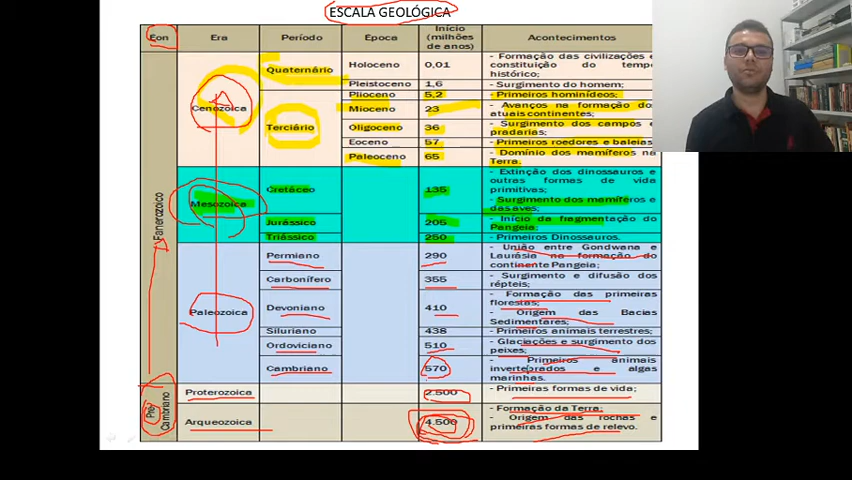 ESCALA GEOLÓGICA
Eon Era Período Época Início (milhões de anos) Acontecimentos
Fanerozoico
Cenozoica
Quaternário
Holoceno 0,01 - Formação das civilizações e constituição do tempo histórico;
Pleistoceno 1,6 - Surgimento do homem;
Terciário
Plioceno 5,2 - Primeiros hominídeos;
Mioceno 23 - Avanços na formação dos atuais continentes;
Oligoceno 36 - Surgimento dos campos e pradarias;
Eoceno 57 - Primeiros roedores e baleias;
Paleoceno 65 - Domínio dos mamíferos na Terra.
Mesozoica
Cretáceo 135 - Extinção dos dinossauros e outras formas de vida primitivas;
- Surgimento dos mamíferos e das aves;
Jurássico 205 - Início da fragmentação do Pangeia;
Triássico 250 - Primeiros Dinossauros.
Paleozoica
Permiano 290 - União entre Gondwana e Laurásia na formação do continente Pangeia;
Carbonífero 355 - Surgimento e difusão dos répteis;
Devoniano 410 - Formação das primeiras florestas;
- Origem das Bacias Sedimentares;
Siluriano 438 - Primeiros animais terrestres;
Ordoviciano 510 - Glaciações e surgimento dos peixes;
Cambriano 570 - Primeiros animais invertebrados e algas marinhas.
Pré-Cambriano
Proterozoica 2.500 - Primeiras formas de vida;
Arqueozoica 4.500 - Formação da Terra;
- Origem das rochas e primeiras formas de relevo.